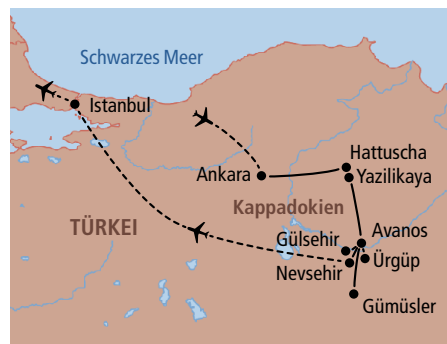 Schwarzes Meer
Istanbul
Hattuscha
Ankara
Yazilikaya
Kappadokien
TÜRKEI
Avanos
Gülsehir
Ürgüp
Nevsehir
Gümüsler